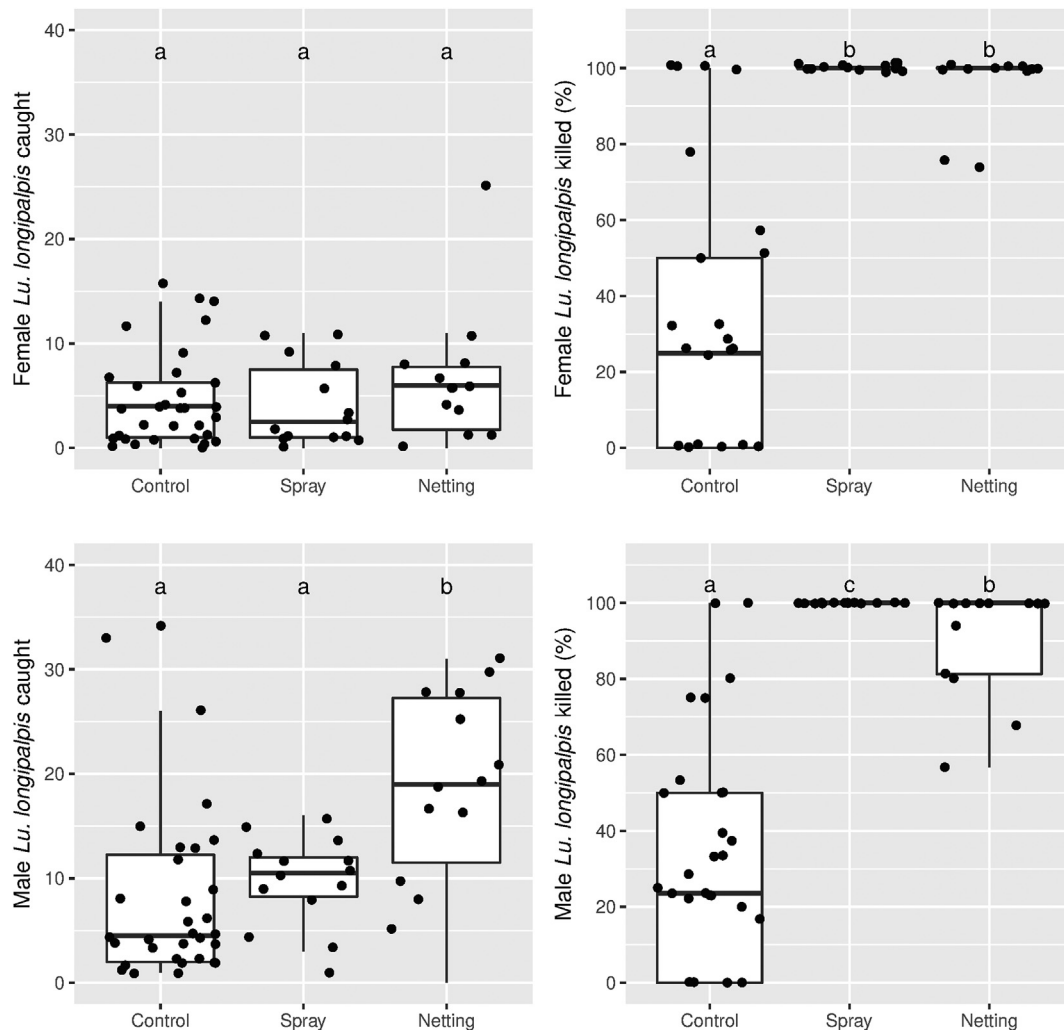 Female Lu. longipalpis caught
40
30
20
10
0
a a a
Control Spray Netting
Female Lu. longipalpis killed (%)
100
80
60
40
20
0
a b b
Control Spray Netting
Male Lu. longipalpis caught
40
30
20
10
0
a a b
Control Spray Netting
Male Lu. longipalpis killed (%)
100
80
60
40
20
0
a c b
Control Spray Netting